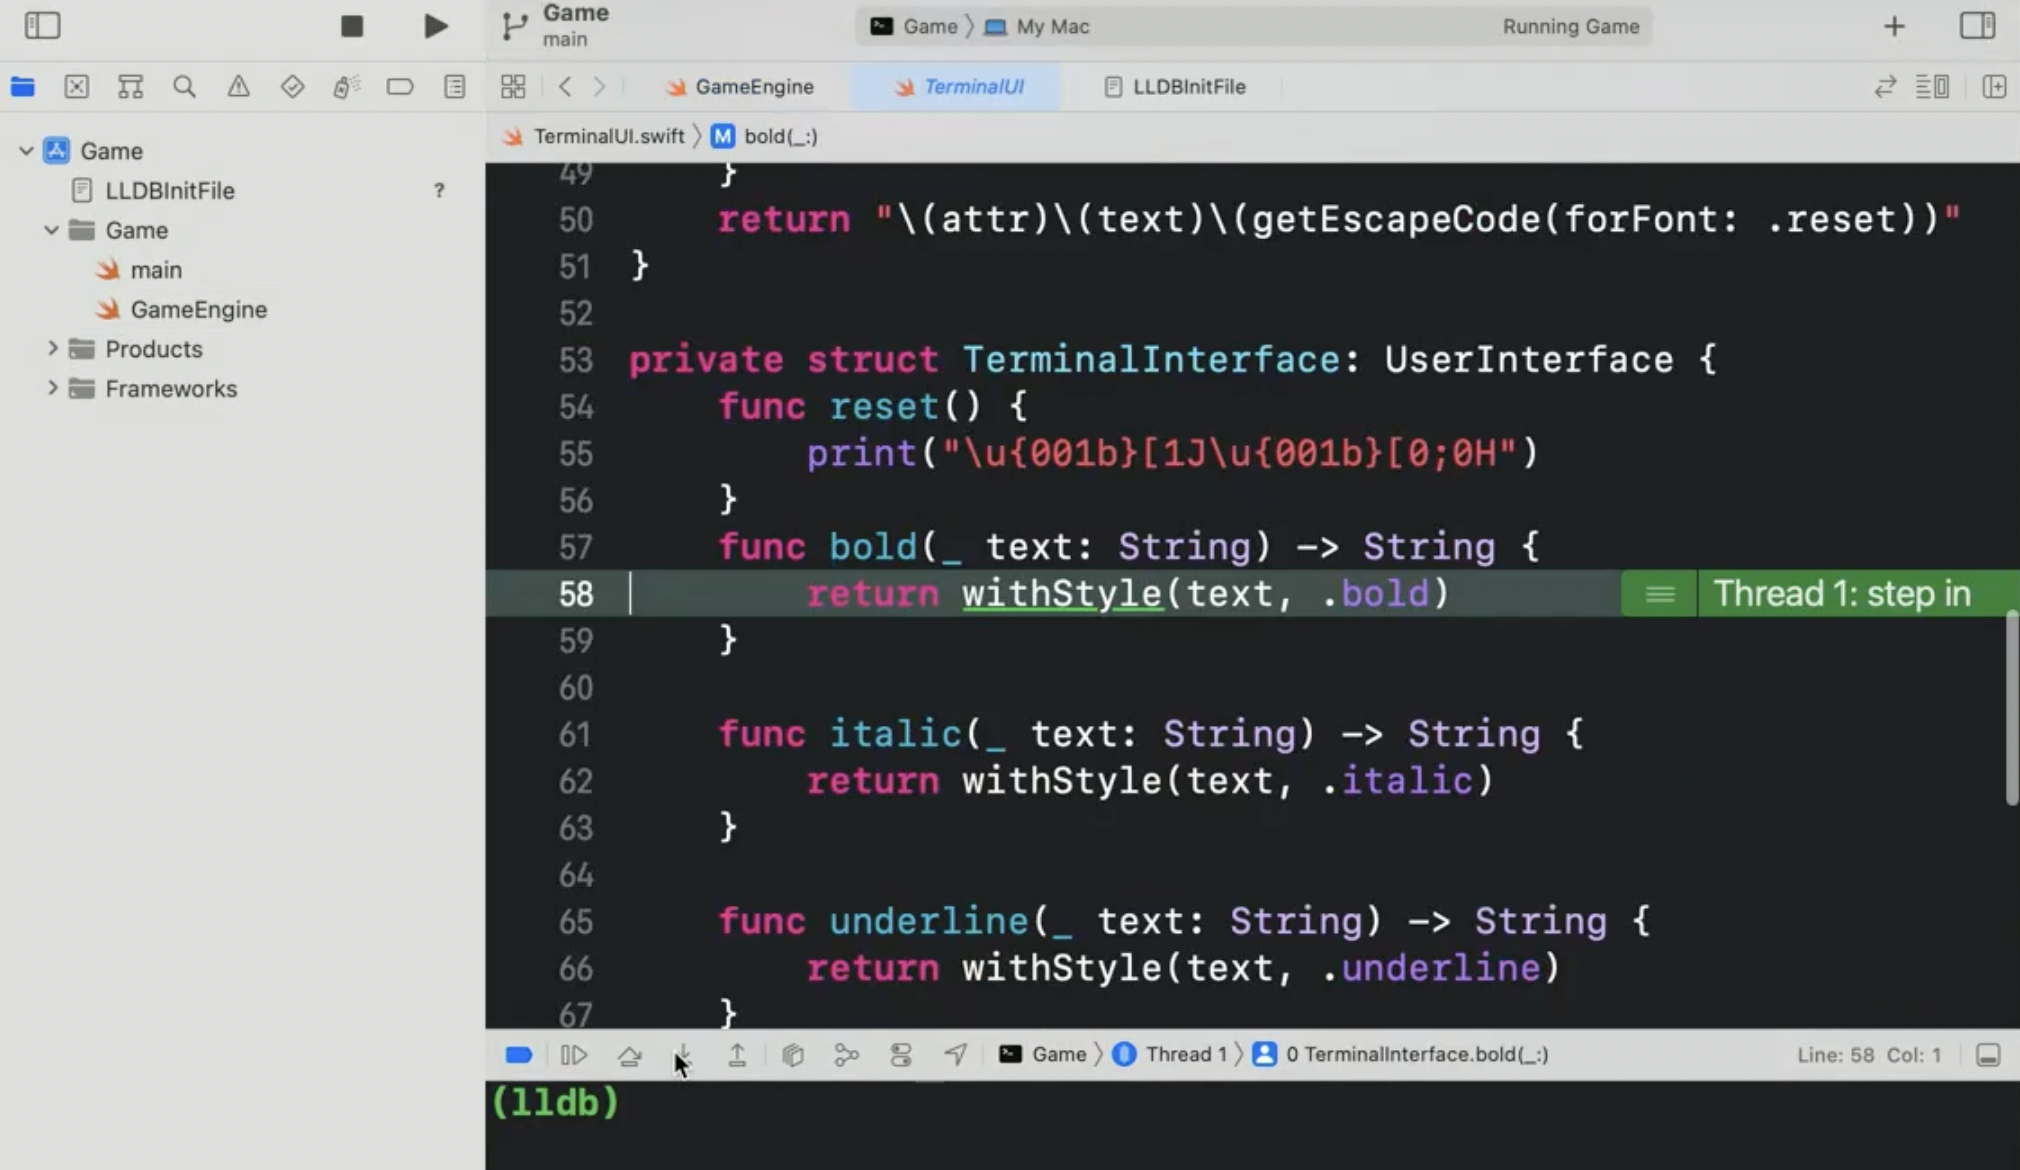 Game
main
Game 〉 My Mac
Running Game
GameEngine
TerminalUI
LLDBInitFile
TerminalUI.swift 〉 M bold(_:)
Game
LLDBInitFile ?
Game
main
GameEngine
Products
Frameworks
49 }
50 return "\(attr)\(text)\(getEscapeCode(forFont: .reset))"
51 }
52
53 private struct TerminalInterface: UserInterface {
54 func reset() {
55 print("\u{001b}[1J\u{001b}[0;0H")
56 }
57 func bold(_ text: String) -> String {
58 return withStyle(text, .bold) Thread 1: step in
59 }
60
61 func italic(_ text: String) -> String {
62 return withStyle(text, .italic)
63 }
64
65 func underline(_ text: String) -> String {
66 return withStyle(text, .underline)
67 }
Game 〉 Thread 1 〉 0 TerminalInterface.bold(_:)
Line: 58 Col: 1
(lldb)